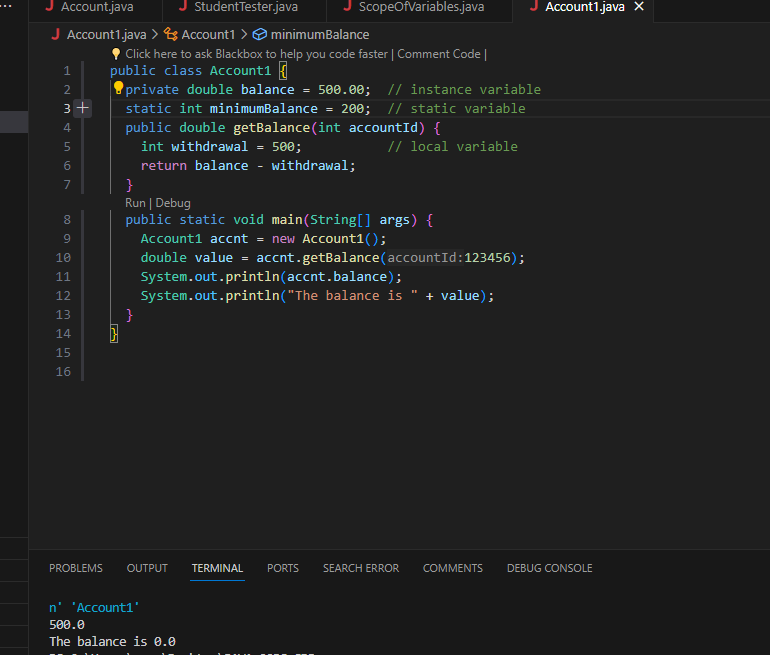 ··· J Account.java J StudentTester.java J ScopeOfVariables.java J Account1.java ×
J Account1.java > Account1 > minimumBalance
Click here to ask Blackbox to help you code faster | Comment Code |
1 public class Account1 {
2 private double balance = 500.00; // instance variable
3 static int minimumBalance = 200; // static variable
4 public double getBalance(int accountId) {
5 int withdrawal = 500; // local variable
6 return balance - withdrawal;
7 }
Run | Debug
8 public static void main(String[] args) {
9 Account1 accnt = new Account1();
10 double value = accnt.getBalance(accountId:123456);
11 System.out.println(accnt.balance);
12 System.out.println("The balance is " + value);
13 }
14 }
15
16
PROBLEMS OUTPUT TERMINAL PORTS SEARCH ERROR COMMENTS DEBUG CONSOLE
n' 'Account1'
500.0
The balance is 0.0